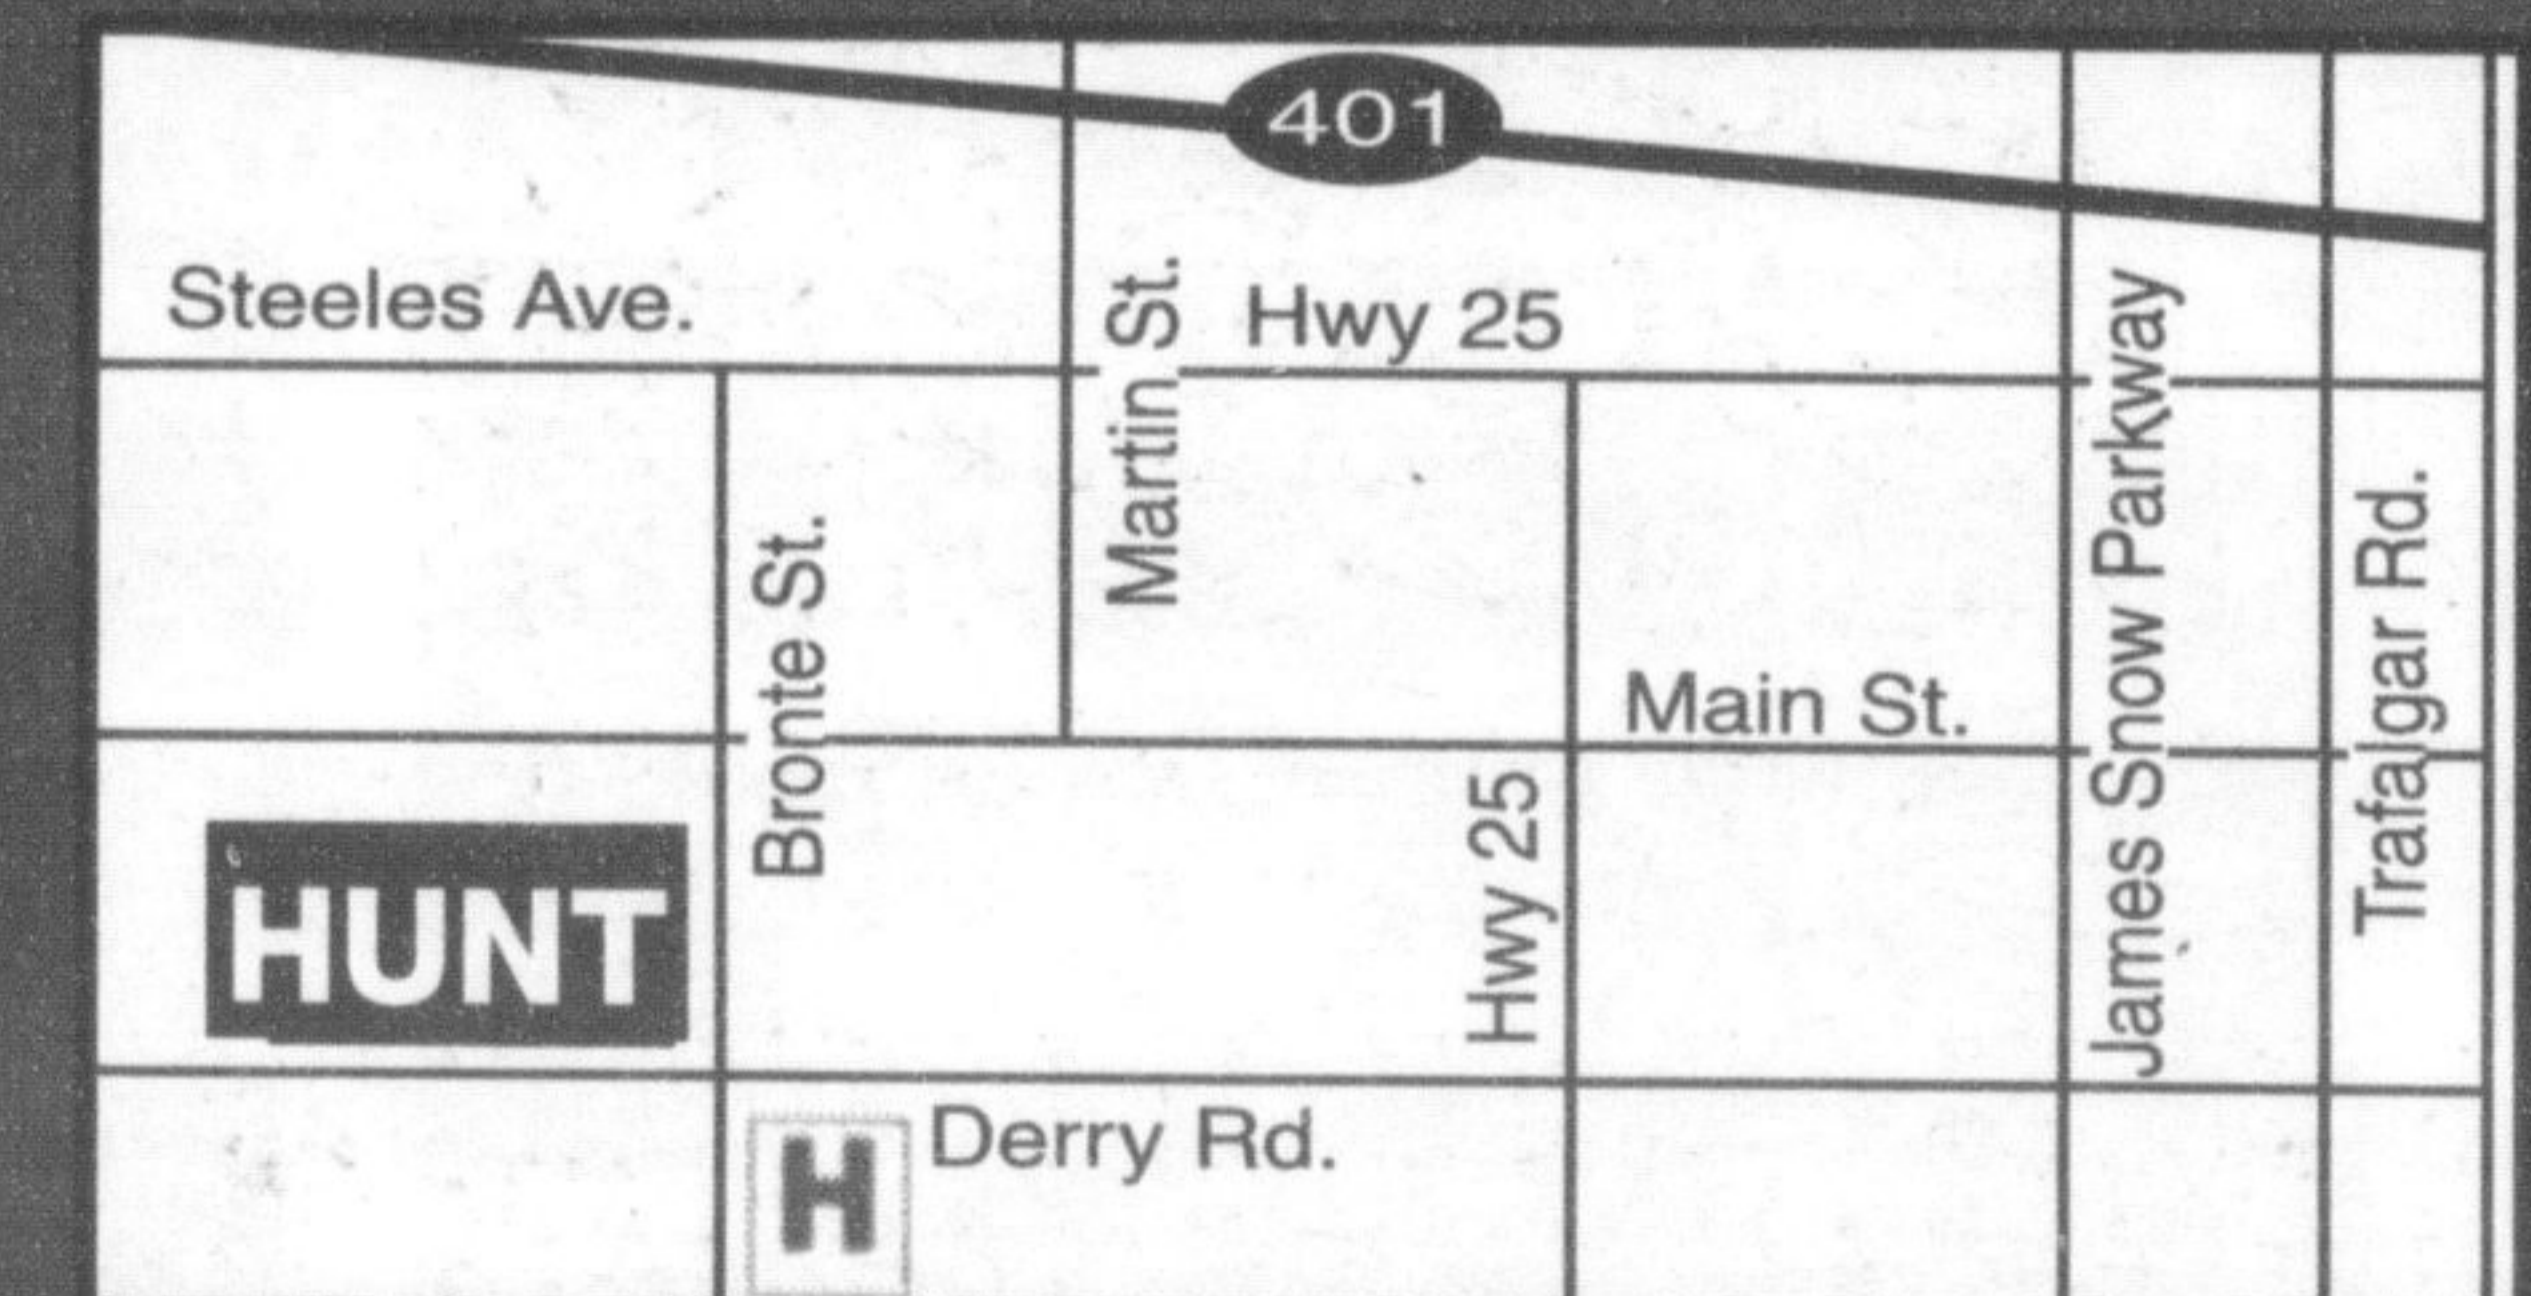 401
Steeles Ave.
Martin St.
Hwy 25
James Snow Parkway
Bronte St.
Trafalgar Rd.
Main St.
Hwy 25
HUNT
Derry Rd.
H